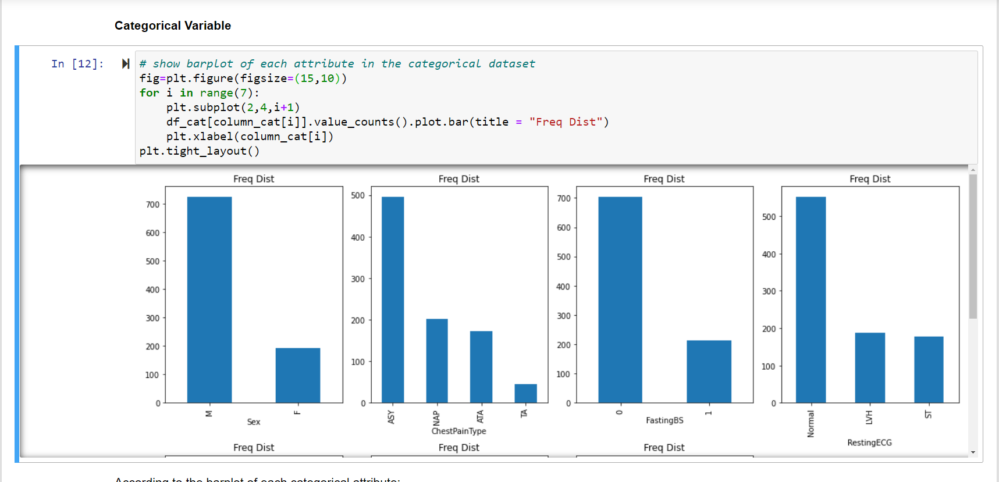 Categorical Variable
In [12]:
# show barplot of each attribute in the categorical dataset
fig=plt.figure(figsize=(15,10))
for i in range(7):
    plt.subplot(2,4,i+1)
    df_cat[column_cat[i]].value_counts().plot.bar(title = "Freq Dist")
    plt.xlabel(column_cat[i])
plt.tight_layout()
Freq Dist
700
600
500
400
300
200
100
0
M
F
Sex
Freq Dist
500
400
300
200
100
0
ASY
NAP
ATA
TA
ChestPainType
Freq Dist
700
600
500
400
300
200
100
0
0
1
FastingBS
Freq Dist
500
400
300
200
100
0
Normal
LVH
ST
RestingECG
Freq Dist
Freq Dist
Freq Dist
According to the barplot of each categorical attribute: